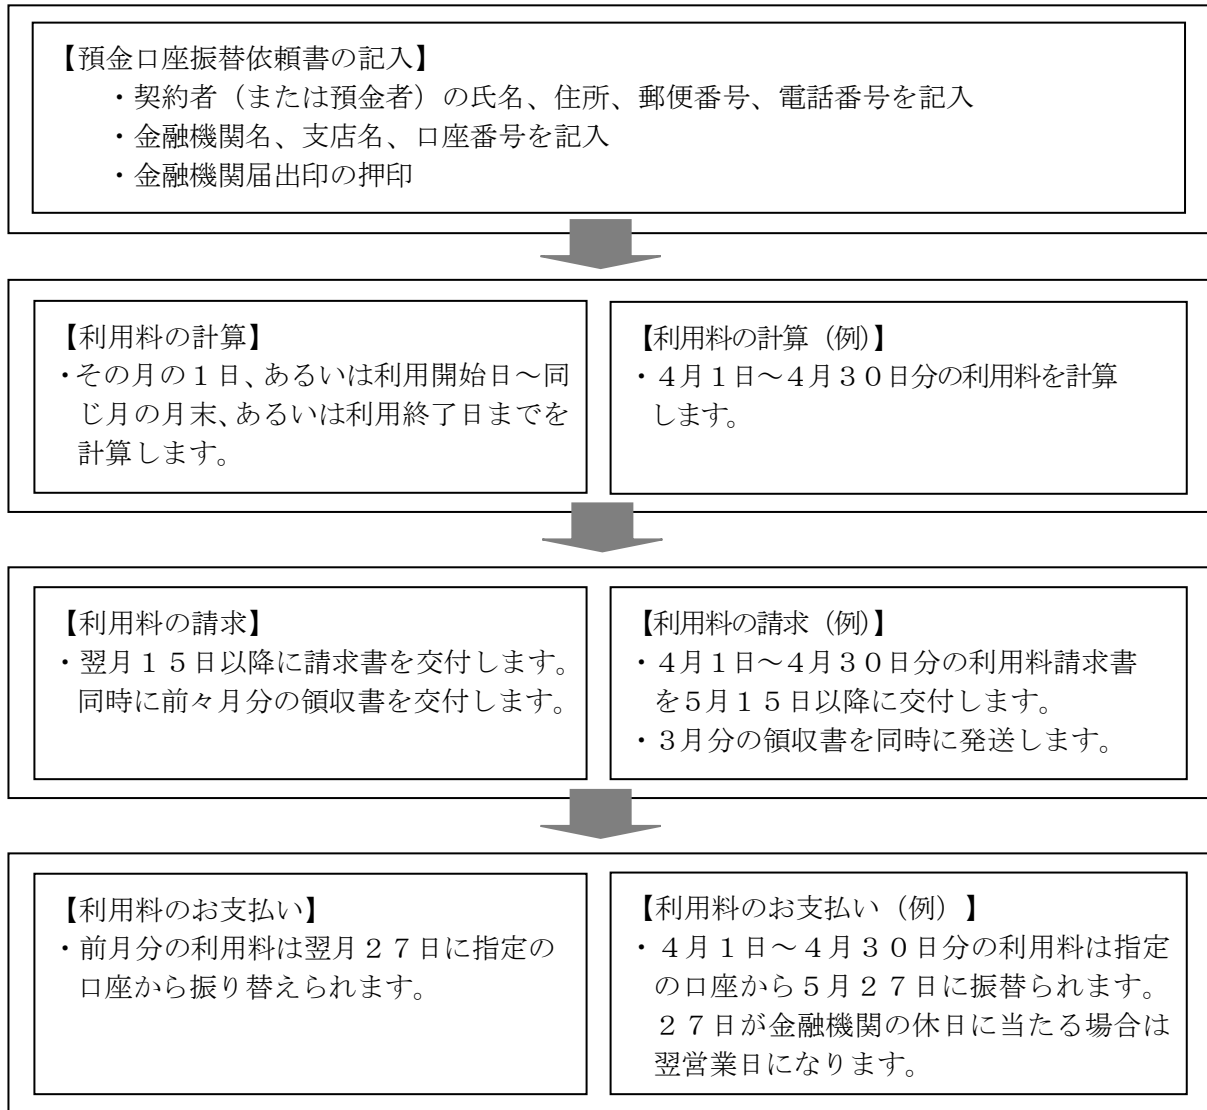 【預金口座振替依頼書の記入】
・契約者（または預金者）の氏名、住所、郵便番号、電話番号を記入
・金融機関名、支店名、口座番号を記入
・金融機関届出印の押印
【利用料の計算】
・その月の１日、あるいは利用開始日～同
じ月の月末、あるいは利用終了日までを
計算します。
【利用料の計算（例）】
・４月１日～４月３０日分の利用料を計算
します。
【利用料の請求】
・翌月１５日以降に請求書を交付します。
同時に前々月分の領収書を交付します。
【利用料の請求（例）】
・４月１日～４月３０日分の利用料請求書
を５月１５日以降に交付します。
・３月分の領収書を同時に発送します。
【利用料のお支払い】
・前月分の利用料は翌月２７日に指定の
口座から振り替えられます。
【利用料のお支払い（例）】
・４月１日～４月３０日分の利用料は指定
の口座から５月２７日に振替られます。
２７日が金融機関の休日に当たる場合は
翌営業日になります。